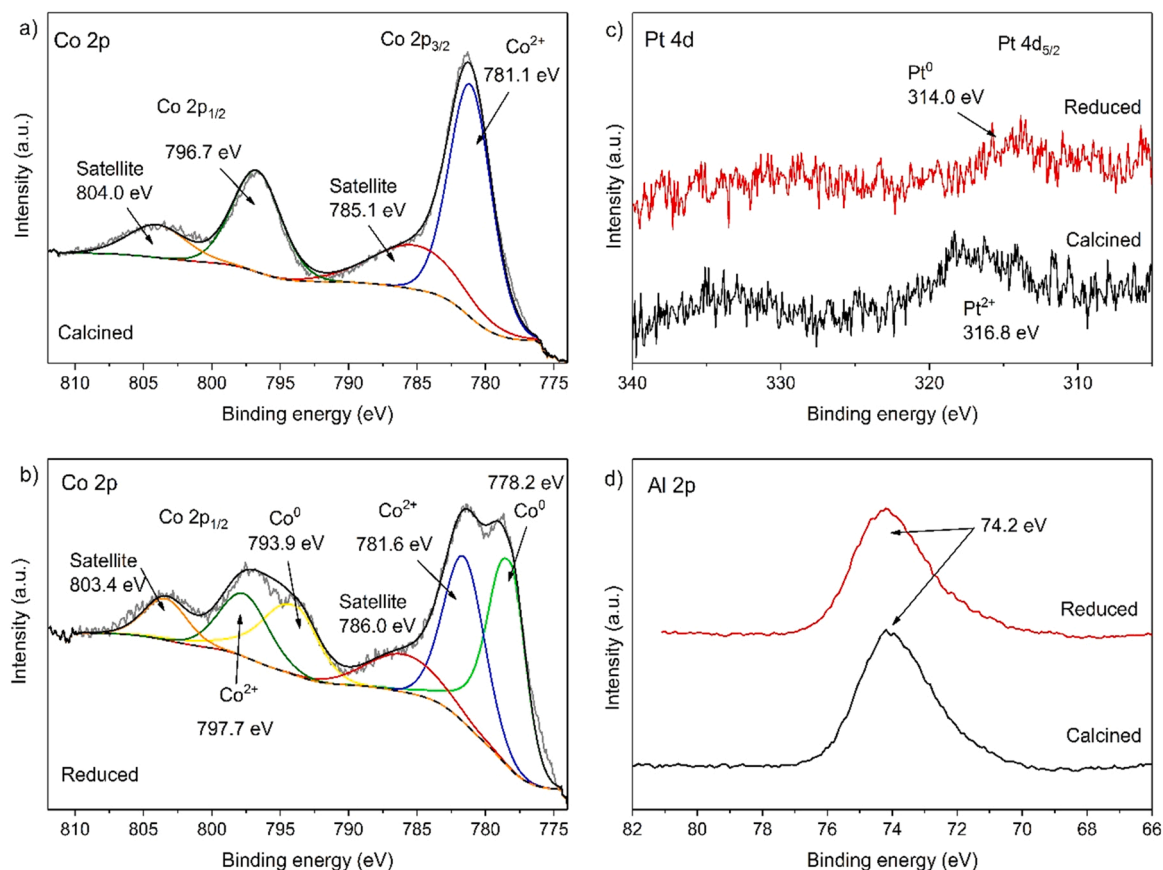 a)
Co 2p
Co 2p3/2
Co2+
781.1 eV
Co 2p1/2
796.7 eV
Satellite
804.0 eV
Satellite
785.1 eV
Calcined
Intensity (a.u.)
810 805 800 795 790 785 780 775
Binding energy (eV)
c)
Pt 4d
Pt 4d5/2
Pt0
314.0 eV
Reduced
Calcined
Pt2+
316.8 eV
Intensity (a.u.)
340 330 320 310
Binding energy (eV)
b)
Co 2p
778.2 eV
Co0
Co2+
781.6 eV
Co 2p1/2
Co0
793.9 eV
Satellite
803.4 eV
Satellite
786.0 eV
Co2+
797.7 eV
Reduced
Intensity (a.u.)
810 805 800 795 790 785 780 775
Binding energy (eV)
d)
Al 2p
74.2 eV
Reduced
Calcined
Intensity (a.u.)
82 80 78 76 74 72 70 68 66
Binding energy (eV)